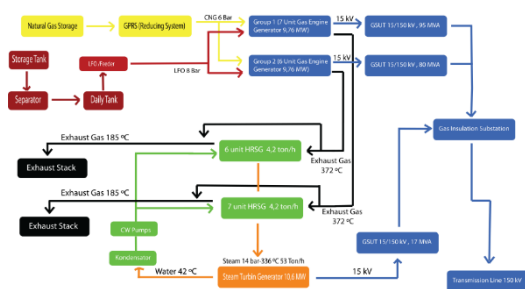 Natural Gas Storage
GPRS (Reducing System)
CNG 6 Bar
Group 1 (7 Unit Gas Engine
Generator 9,76 MW)
15 kV
GSUT 15/150 kV , 95 MVA
Storage Tank
LFO /Feeder
LFO 8 Bar
Group 2 (6-Unit Gas Engine
Generator 9,76 MW)
15 kV
GSUT 15/150 kV , 80 MVA
Separator
Daily Tank
Gas Insulation Substation
Exhaust Gas 185 ºC
6 unit HRSG 4,2 ton/h
Exhaust Gas
372 ºC
Exhaust Stack
Exhaust Gas 185 ºC
7 unit HRSG 4,2 ton/h
Exhaust Gas
372 ºC
Exhaust Stack
CW Pumps
GSUT 15/150 kV , 17 MVA
Kondensator
Steam 14 bar-336 ºC 53 Ton/h
Water 42 ºC
Steam Turbin Generator 10,6 MW
15 kV
Transmission Line 150 kV